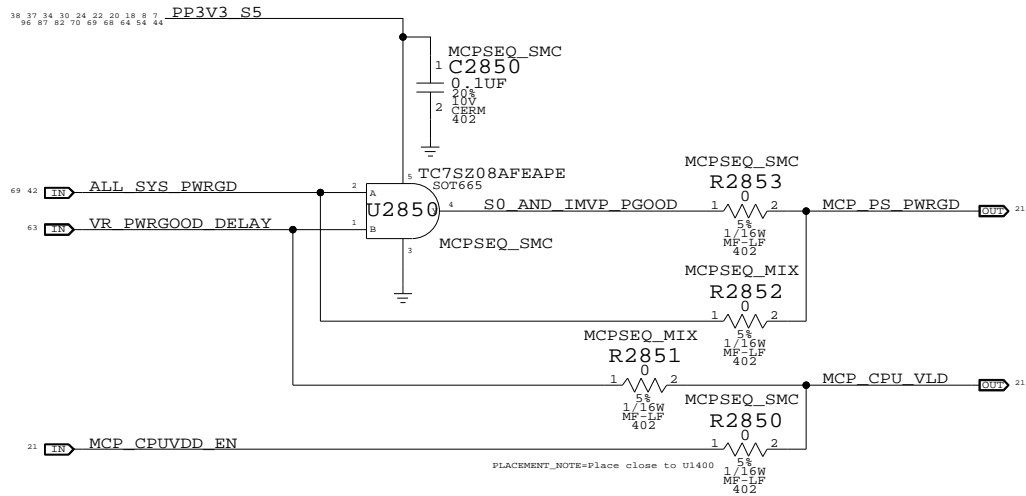 38 37 34 30 24 22 20 18 8 7
96 87 82 70 69 68 64 54 44
PP3V3_S5
MCPSEQ_SMC
1 C2850
0.1UF
20%
10V
2 CERM
402
5 TC7SZ08AFEAPE
SOT665
69 42 IN ALL_SYS_PWRGD 2 A
U2850 4 S0_AND_IMVP_PGOOD
63 IN VR_PWRGOOD_DELAY 1 B
3 MCPSEQ_SMC
MCPSEQ_SMC
R2853
0
1 2 MCP_PS_PWRGD OUT 21
5%
1/16W
MF-LF
402
MCPSEQ_MIX
R2852
0
1 2
5%
1/16W
MF-LF
402
MCPSEQ_MIX
R2851
0
1 2 MCP_CPU_VLD OUT 21
5%
1/16W
MF-LF
402
MCPSEQ_SMC
R2850
0
21 IN MCP_CPUVDD_EN 1 2
PLACEMENT_NOTE=Place close to U1400
5%
1/16W
MF-LF
402